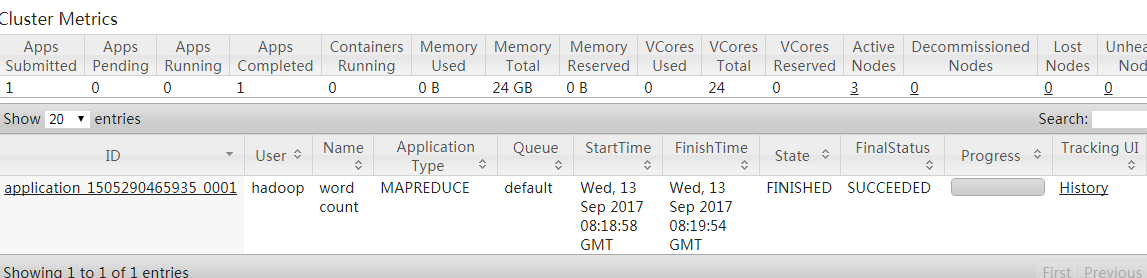 Cluster Metrics
Apps Submitted Apps Pending Apps Running Apps Completed Containers Running Memory Used Memory Total Memory Reserved VCores Used VCores Total VCores Reserved Active Nodes Decommissioned Nodes Lost Nodes Unhea Nod
1 0 0 1 0 0 B 24 GB 0 B 0 24 0 3 0 0 0
Show 20 entries Search:
ID User Name Application Type Queue StartTime FinishTime State FinalStatus Progress Tracking UI
application_1505290465935_0001 hadoop word count MAPREDUCE default Wed, 13 Sep 2017 08:18:58 GMT Wed, 13 Sep 2017 08:19:54 GMT FINISHED SUCCEEDED History
Showing 1 to 1 of 1 entries First Previous